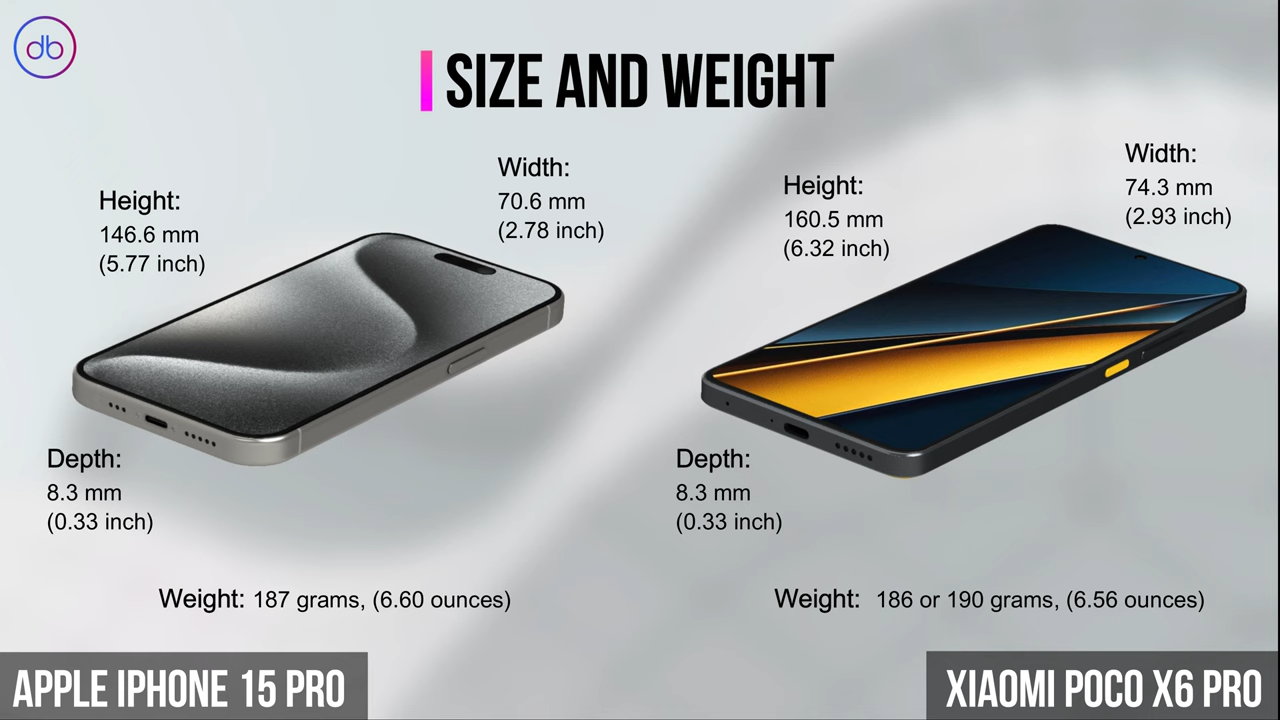 db
SIZE AND WEIGHT
Height:
146.6 mm
(5.77 inch)
Width:
70.6 mm
(2.78 inch)
Depth:
8.3 mm
(0.33 inch)
Weight: 187 grams, (6.60 ounces)
APPLE IPHONE 15 PRO
Height:
160.5 mm
(6.32 inch)
Width:
74.3 mm
(2.93 inch)
Depth:
8.3 mm
(0.33 inch)
Weight: 186 or 190 grams, (6.56 ounces)
XIAOMI POCO X6 PRO